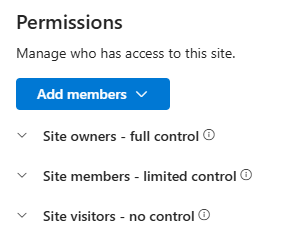 Permissions
Manage who has access to this site.
Add members
Site owners - full control
Site members - limited control
Site visitors - no control